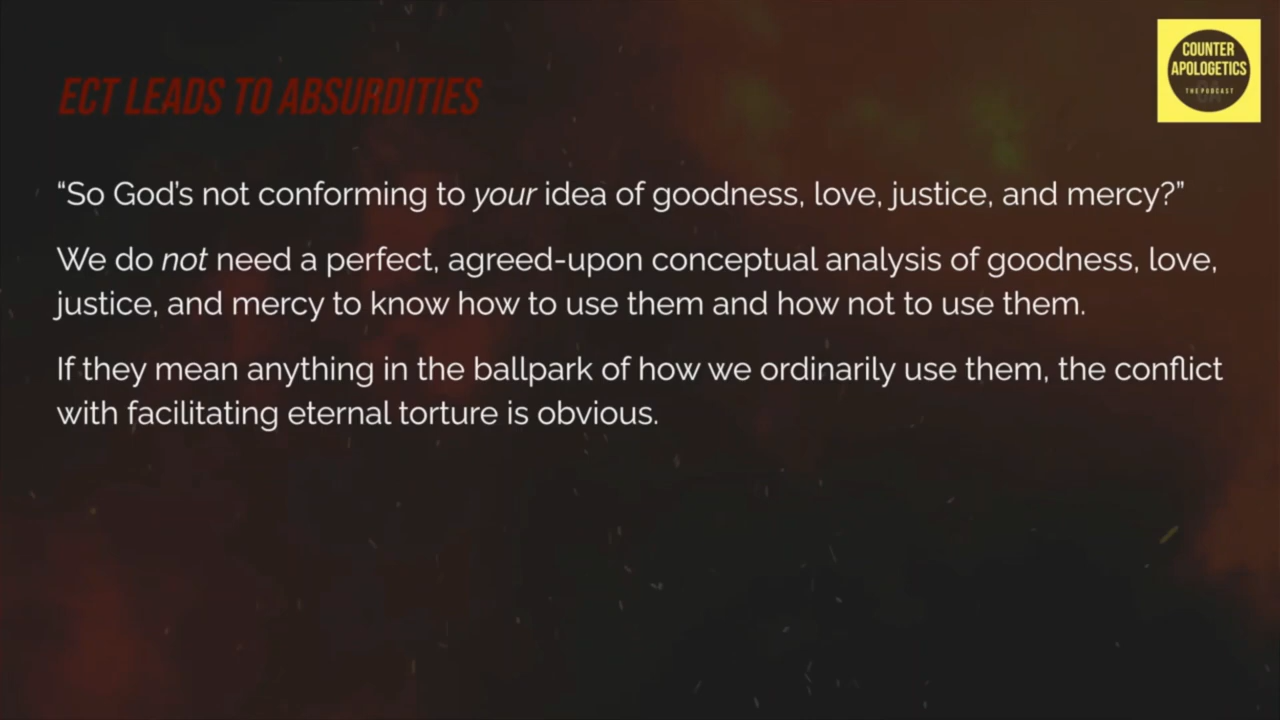 ECT LEADS TO ABSURDITIES
COUNTER
APOLOGETICS
THE PODCAST
“So God’s not conforming to your idea of goodness, love, justice, and mercy?”
We do not need a perfect, agreed-upon conceptual analysis of goodness, love,
justice, and mercy to know how to use them and how not to use them.
If they mean anything in the ballpark of how we ordinarily use them, the conflict
with facilitating eternal torture is obvious.